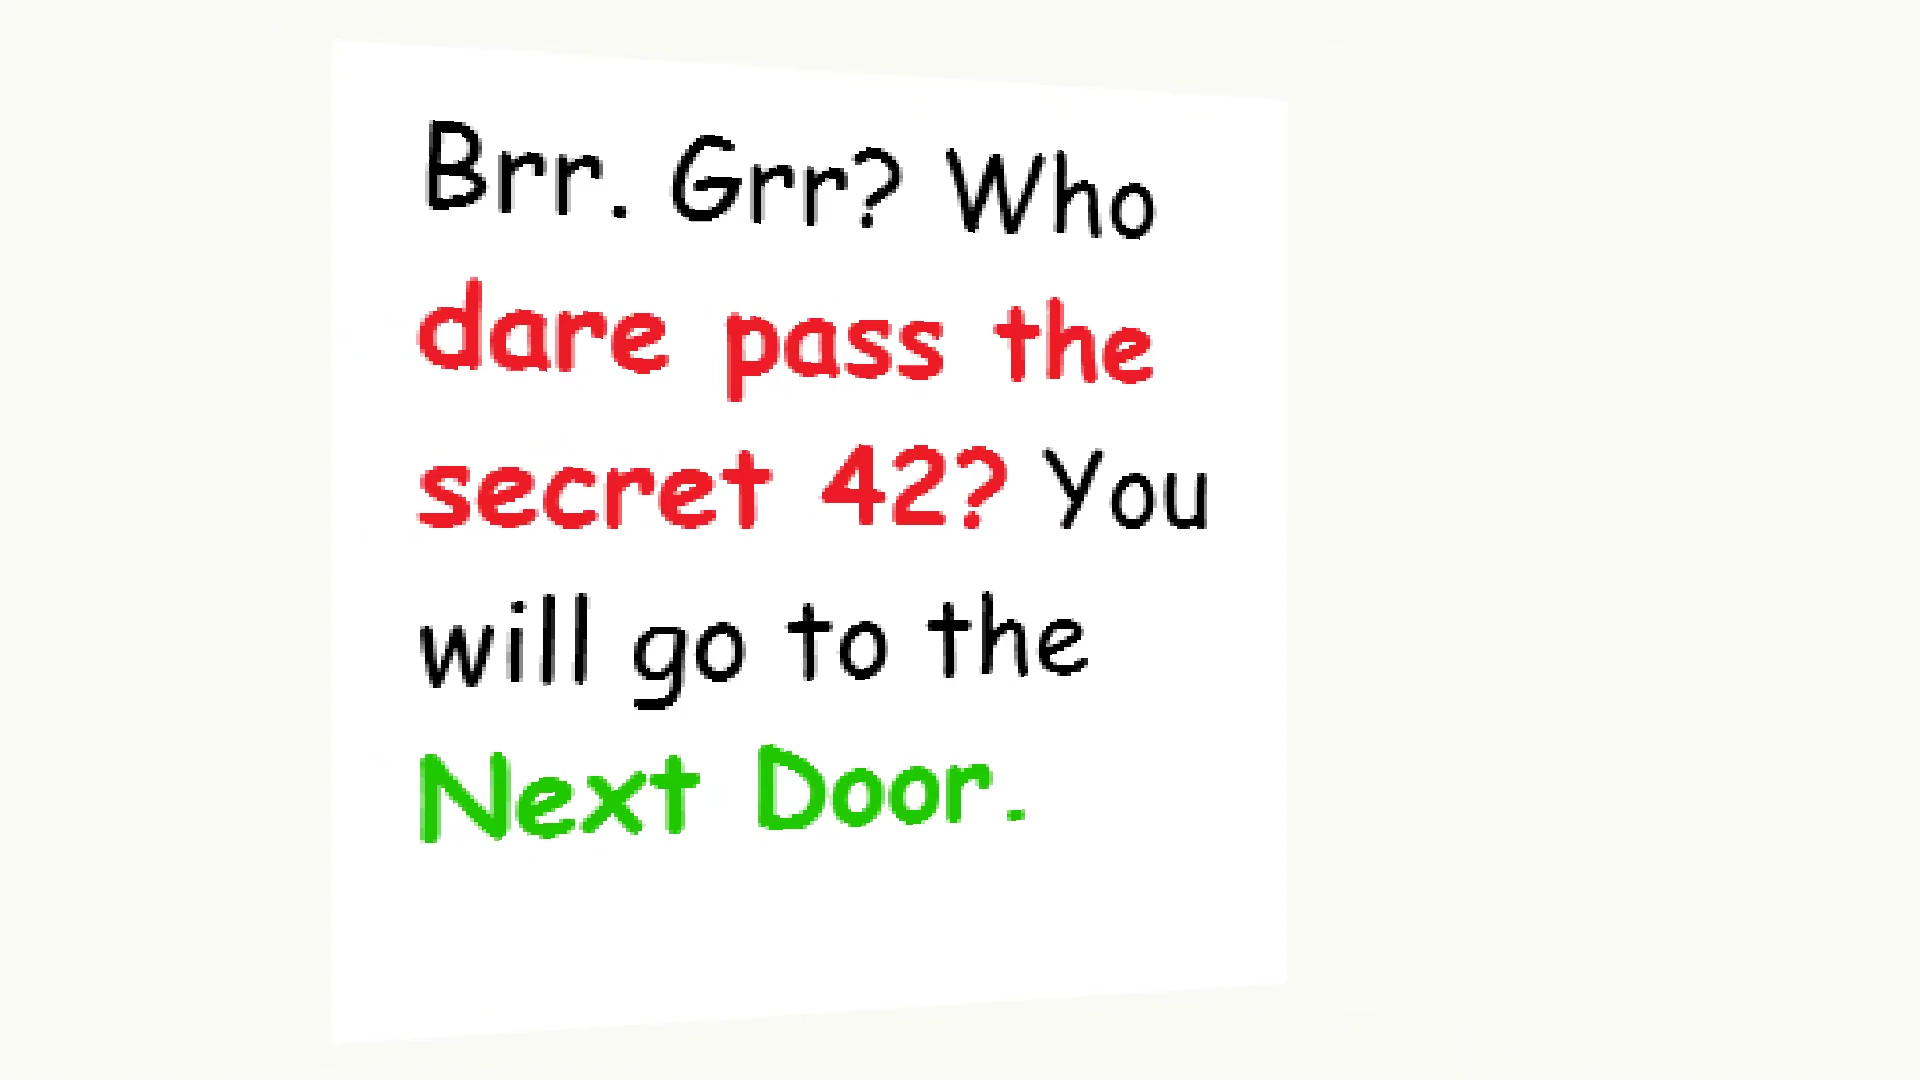 Brr. Grr? Who
dare pass the
secret 42? You
will go to the
Next Door.